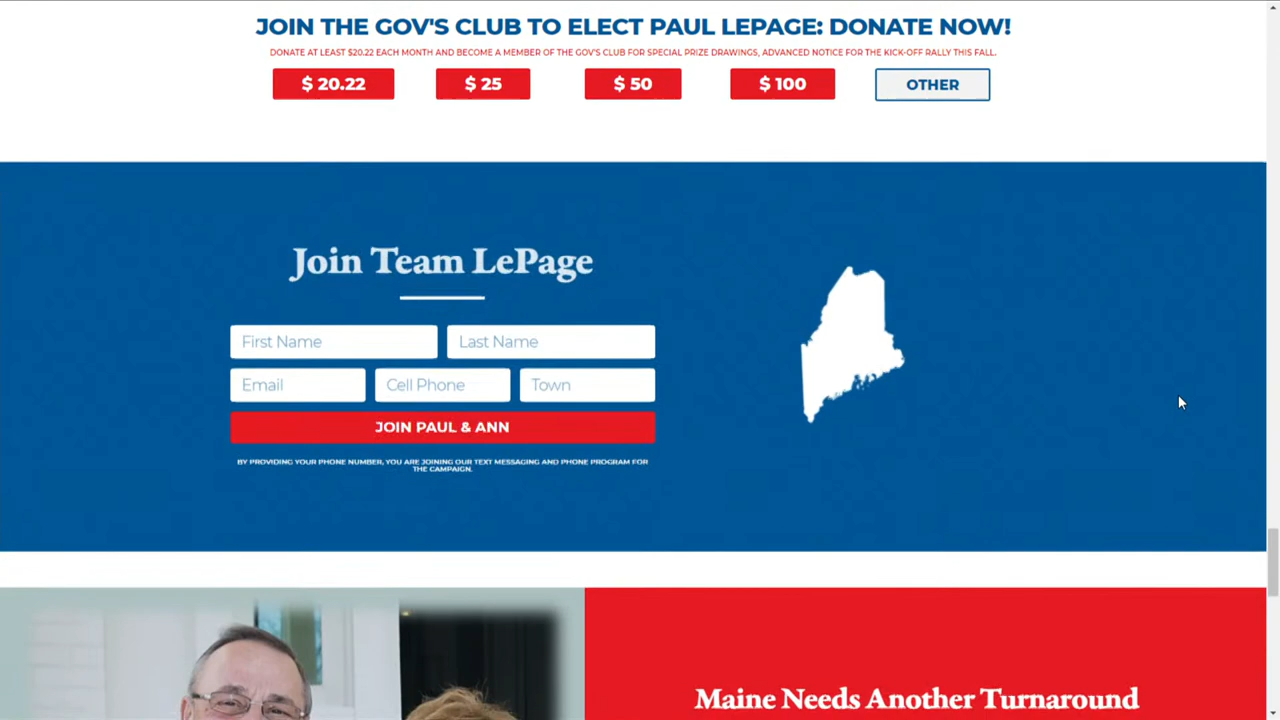 JOIN THE GOV'S CLUB TO ELECT PAUL LEPAGE: DONATE NOW!
DONATE AT LEAST $20.22 EACH MONTH AND BECOME A MEMBER OF THE GOV'S CLUB FOR SPECIAL PRIZE DRAWINGS, ADVANCED NOTICE FOR THE KICK-OFF RALLY THIS FALL.
$ 20.22 $ 25 $ 50 $ 100 OTHER
Join Team LePage
First Name Last Name
Email Cell Phone Town
JOIN PAUL & ANN
BY PROVIDING YOUR PHONE NUMBER, YOU ARE JOINING OUR TEXT MESSAGING AND PHONE PROGRAM FOR
THE CAMPAIGN.
Maine Needs Another Turnaround